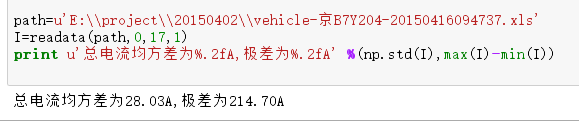 path=u'E:\\project\\20150402\\vehicle-京B7Y204-20150416094737.xls'
I=readata(path,0,17,1)
print u'总电流均方差为%.2fA,极差为%.2fA' %(np.std(I),max(I)-min(I))
总电流均方差为28.03A,极差为214.70A